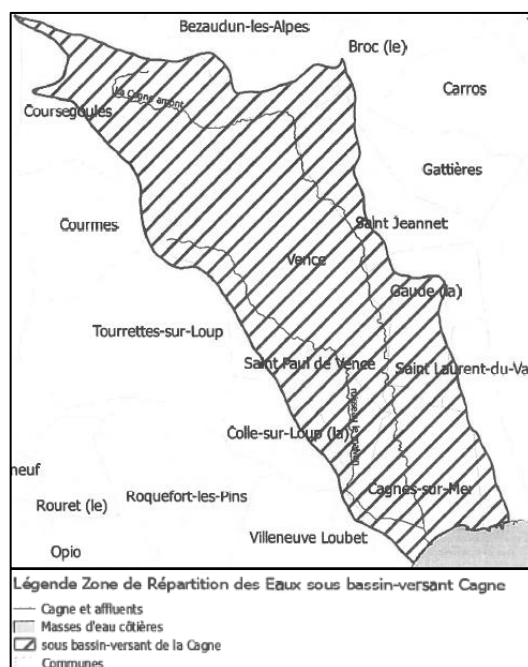 Bezaudun-les-Alpes
Broc (le)
Carros
La Cagne amont
Coursegoules
Gattières
Saint Jeannet
Courmes
Vence
Gaude (la)
Tourrettes-sur-Loup
Saint Paul de Vence
Saint Laurent-du-Va
Colle-sur-Loup (la)
neuf
Roquefort-les-Pins
Cagnes-sur-Mer
Rouret (le)
Villeneuve Loubet
Opio
Légende Zone de Répartition des Eaux sous bassin-versant Cagne
Cagne et affluents
Masses d'eau côtières
sous bassin-versant de la Cagne
Communes